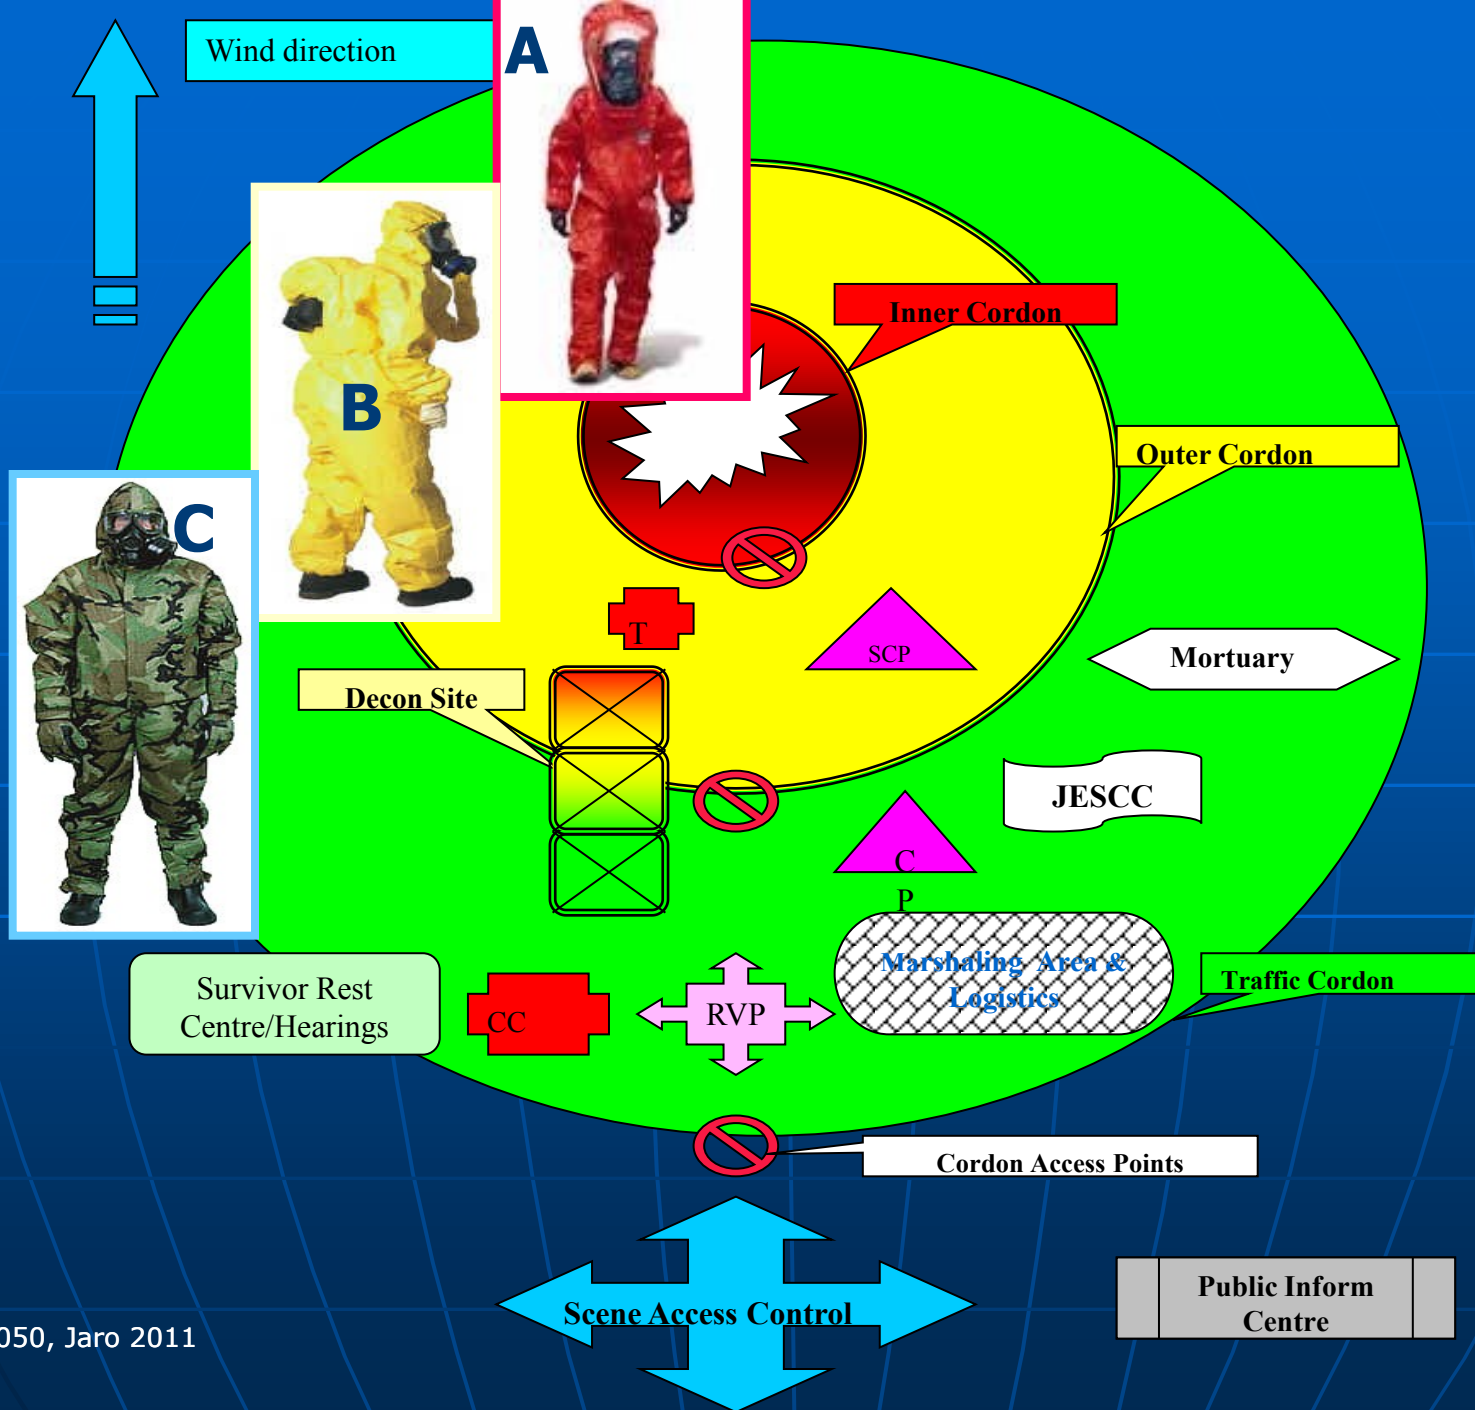 Wind direction
A
B
C
Inner Cordon
Outer Cordon
T
SCP
Mortuary
Decon Site
JESCC
C
P
Marshaling Area &
Logistics
Traffic Cordon
Survivor Rest
Centre/Hearings
CC
RVP
Cordon Access Points
Scene Access Control
Public Inform
Centre
050, Jaro 2011